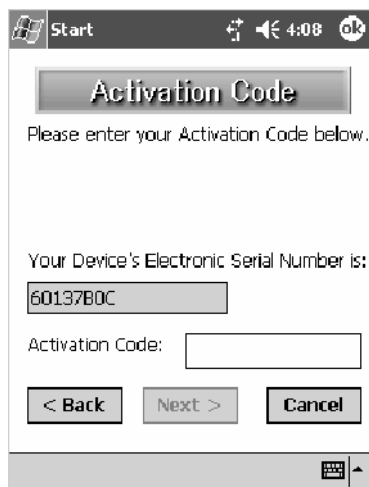 Start 4:08 ok
Activation Code
Please enter your Activation Code below.
Your Device's Electronic Serial Number is:
60137B0C
Activation Code:
< Back Next > Cancel